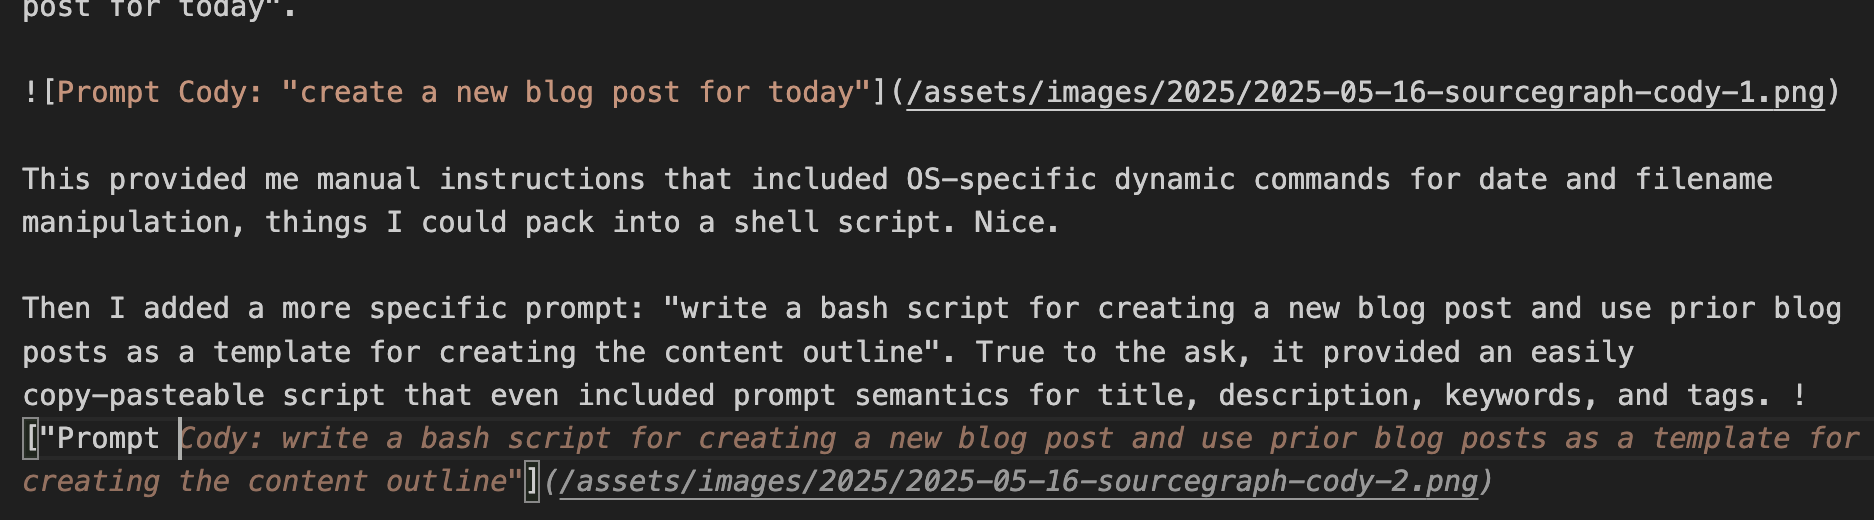 post for today".
![Prompt Cody: "create a new blog post for today"](/assets/images/2025/2025-05-16-sourcegraph-cody-1.png)
This provided me manual instructions that included OS-specific dynamic commands for date and filename
manipulation, things I could pack into a shell script. Nice.
Then I added a more specific prompt: "write a bash script for creating a new blog post and use prior blog
posts as a template for creating the content outline". True to the ask, it provided an easily
copy-pasteable script that even included prompt semantics for title, description, keywords, and tags. !
["Prompt Cody: write a bash script for creating a new blog post and use prior blog posts as a template for
creating the content outline"](/assets/images/2025/2025-05-16-sourcegraph-cody-2.png)